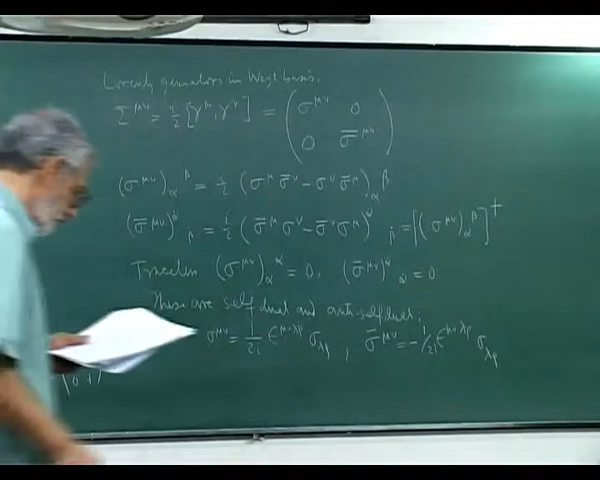 Lorentz generators in Weyl basis.
Σ^{μν} = i/2 [γ^μ, γ^ν] = ( σ^{μν} 0
0 σ̄^{μν} )
(σ^{μν})_α^β = i/2 (σ^μ σ̄^ν − σ^ν σ̄^μ)_α^β
(σ̄^{μν})^α̇_β̇ = i/2 (σ̄^μ σ^ν − σ̄^ν σ^μ)^α̇_β̇ = [(σ^{μν})_α^β]^†
Traceless (σ^{μν})_α^α = 0, (σ̄^{μν})^α̇_α̇ = 0
These are self dual and anti-selfdual;
σ^{μν} = 1/2i ε^{μνλρ} σ_{λρ}, σ̄^{μν} = −1/2i ε^{μνλρ} σ_{λρ}